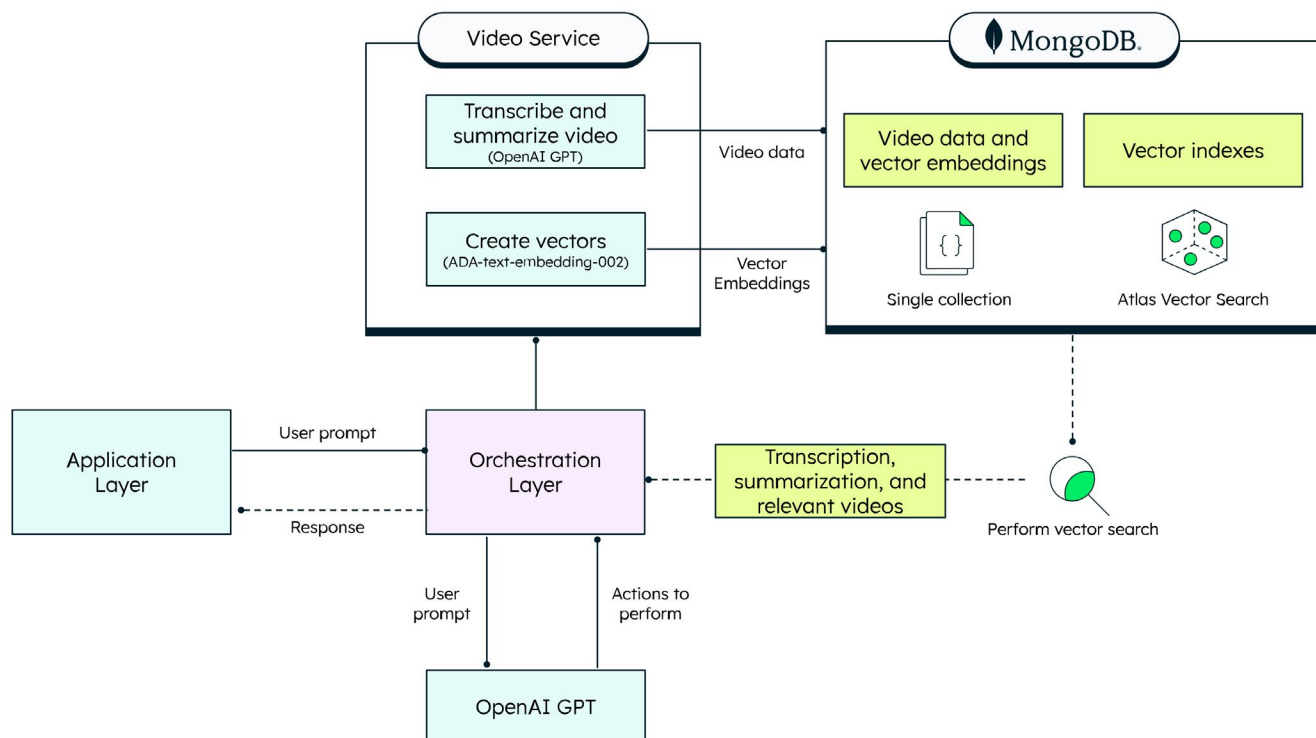 Video Service
MongoDB®
Transcribe and
summarize video
(OpenAI GPT)
Video data
Video data and
vector embeddings
Vector indexes
Create vectors
(ADA-text-embedding-002)
Vector
Embeddings
{ }
Single collection
Atlas Vector Search
Application
Layer
User prompt
Response
Orchestration
Layer
Transcription,
summarization, and
relevant videos
Perform vector search
User
prompt
Actions to
perform
OpenAI GPT